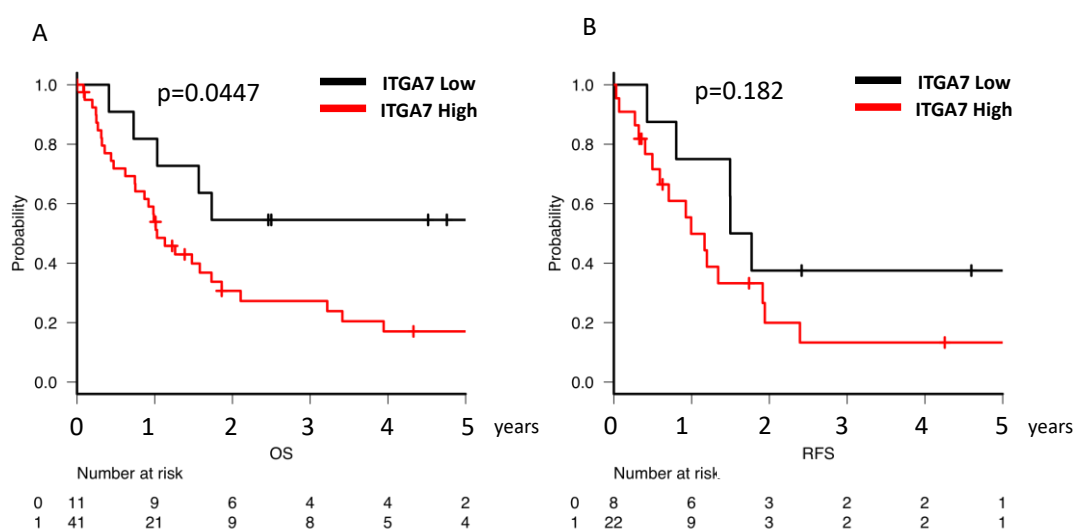 A
p=0.0447
ITGA7 Low
ITGA7 High
1.0
0.8
0.6
0.4
0.2
0.0
Probability
0 1 2 3 4 5 years
OS
Number at risk
0 11 9 6 4 4 2
1 41 21 9 8 5 4
B
p=0.182
ITGA7 Low
ITGA7 High
1.0
0.8
0.6
0.4
0.2
0.0
Probability
0 1 2 3 4 5 years
RFS
Number at risk.
0 8 6 3 2 2 1
1 22 9 3 2 2 1